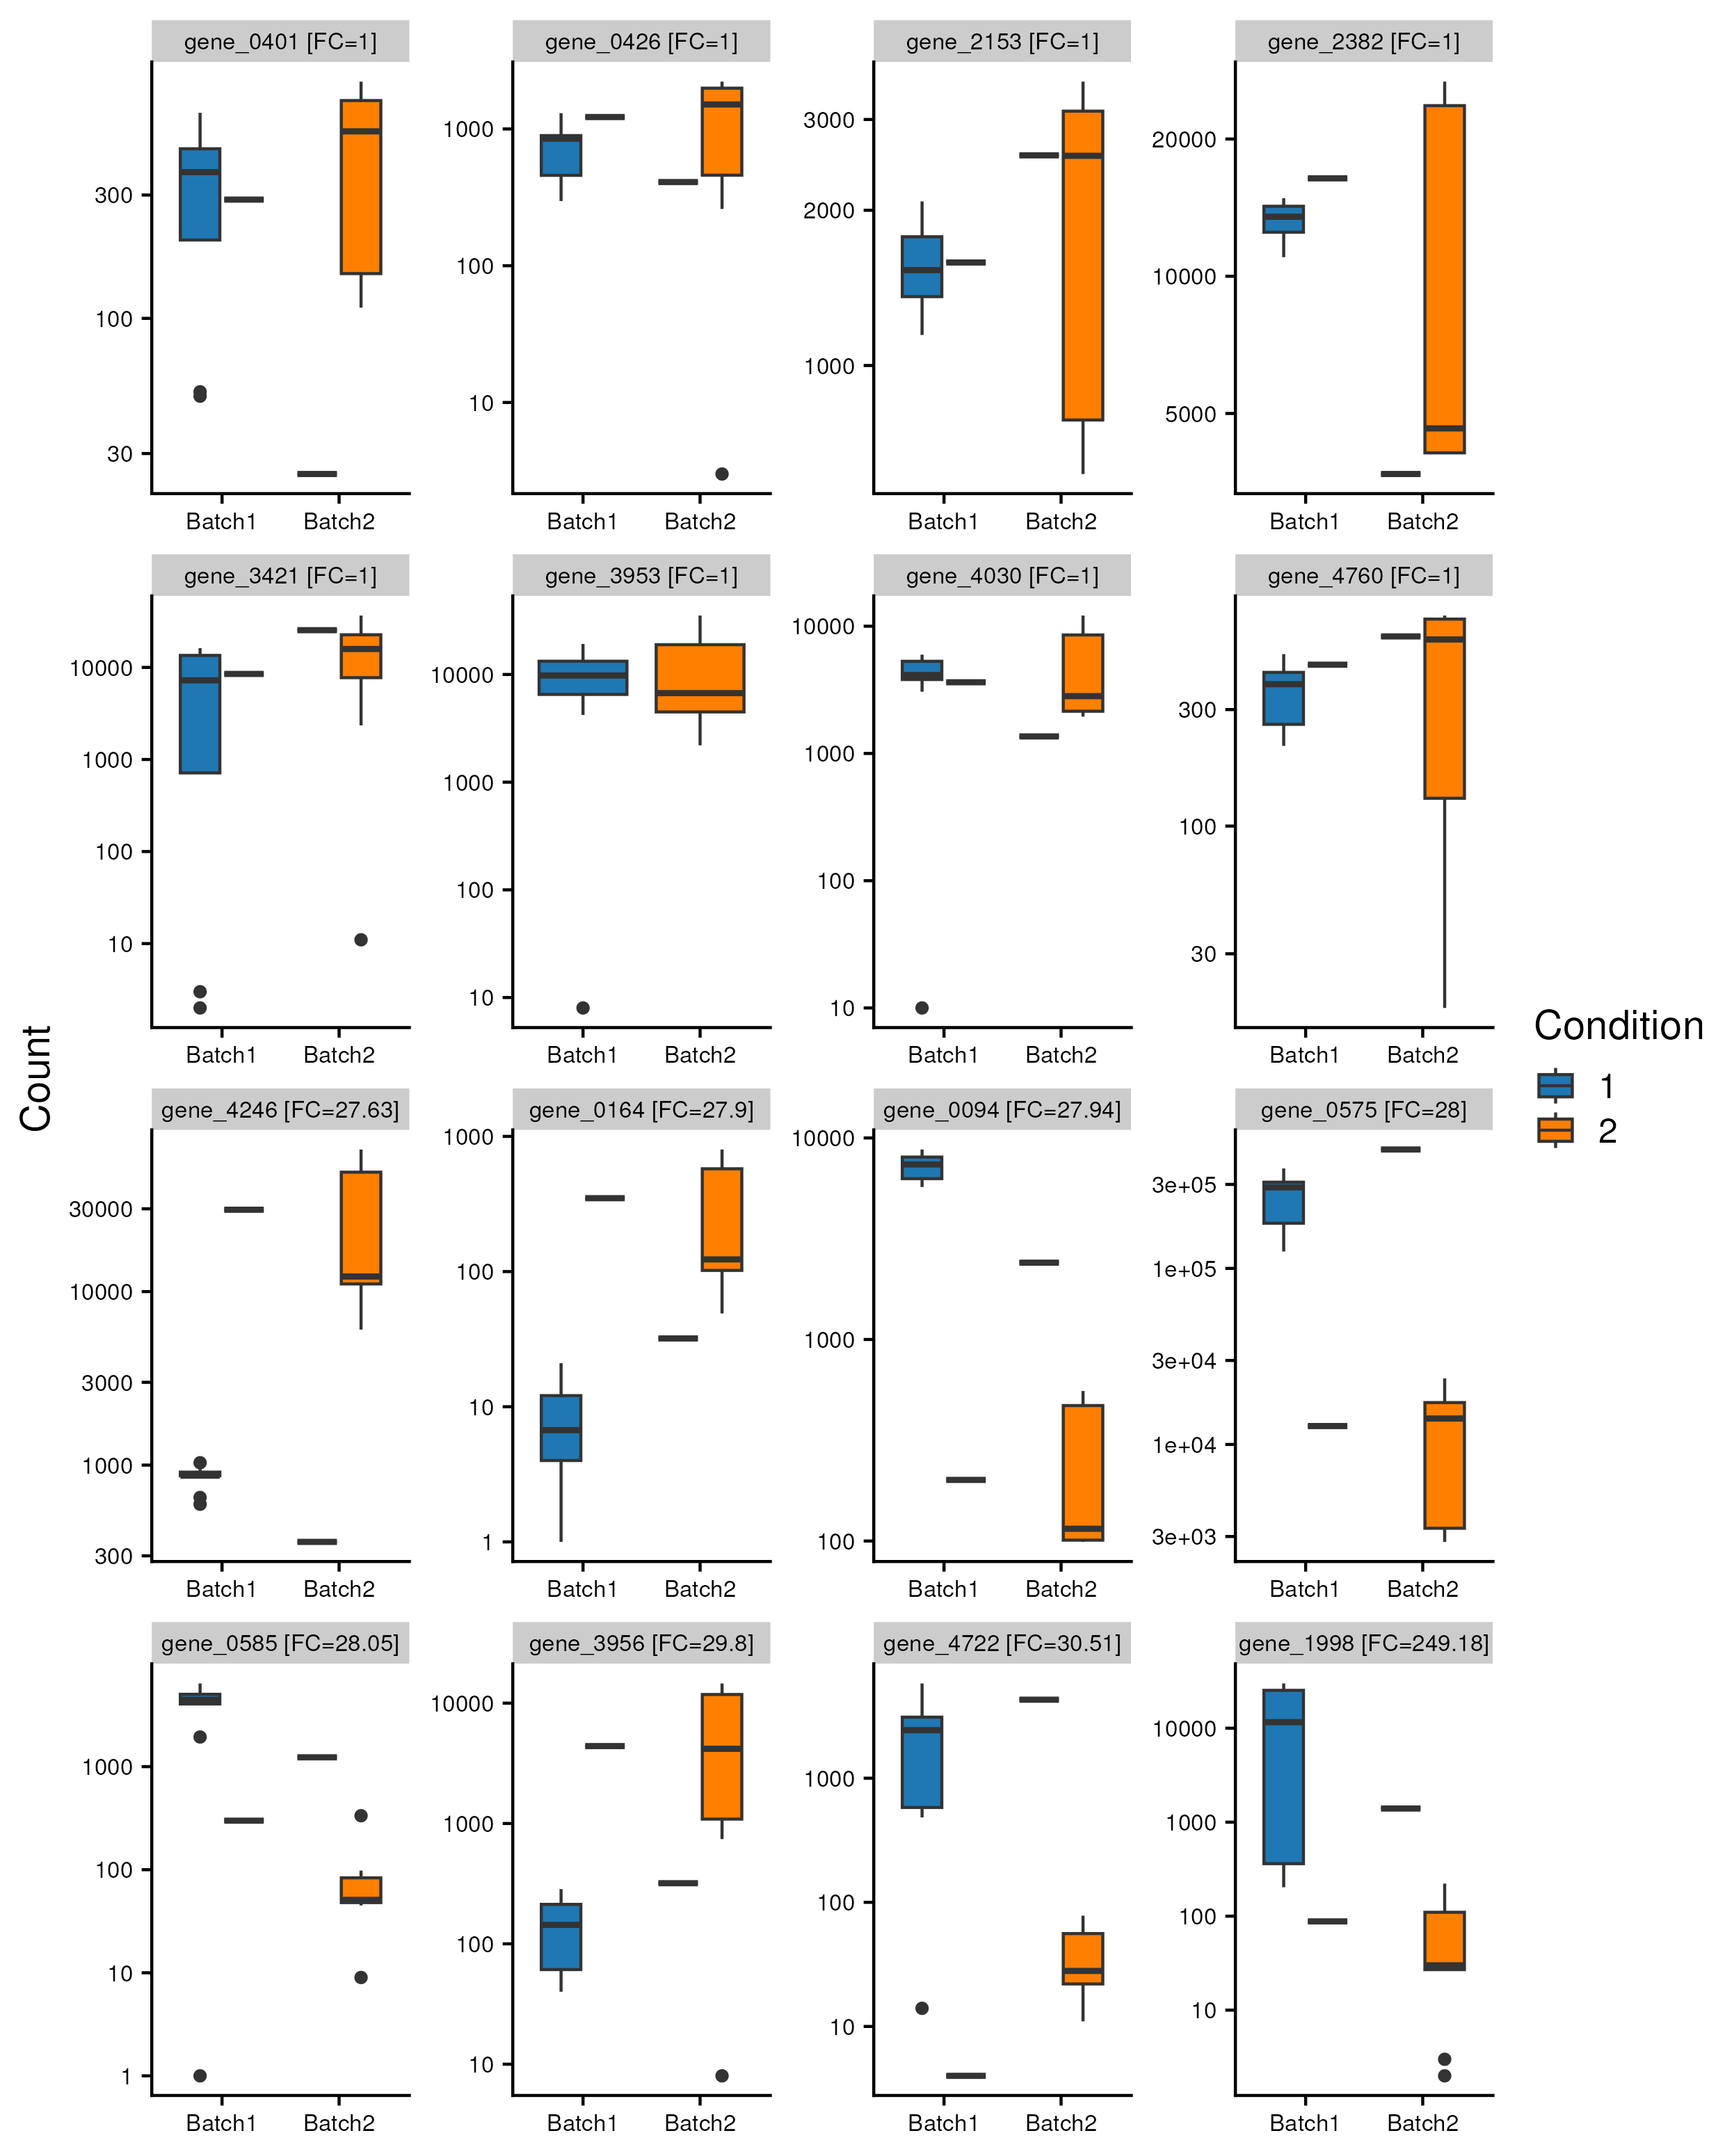 gene_0401 [FC=1]
gene_0426 [FC=1]
gene_2153 [FC=1]
gene_2382 [FC=1]
300
100
30
1000
100
10
3000
2000
1000
20000
10000
5000
Batch1 Batch2
Batch1 Batch2
Batch1 Batch2
Batch1 Batch2
gene_3421 [FC=1]
gene_3953 [FC=1]
gene_4030 [FC=1]
gene_4760 [FC=1]
10000
1000
100
10
10000
1000
100
10
10000
1000
100
10
300
100
30
Batch1 Batch2
Batch1 Batch2
Batch1 Batch2
Batch1 Batch2
Count
Condition
1
2
gene_4246 [FC=27.63]
gene_0164 [FC=27.9]
gene_0094 [FC=27.94]
gene_0575 [FC=28]
30000
10000
3000
1000
300
1000
100
10
1
10000
1000
100
3e+05
1e+05
3e+04
1e+04
3e+03
Batch1 Batch2
Batch1 Batch2
Batch1 Batch2
Batch1 Batch2
gene_0585 [FC=28.05]
gene_3956 [FC=29.8]
gene_4722 [FC=30.51]
gene_1998 [FC=249.18]
1000
100
10
1
10000
1000
100
10
1000
100
10
10000
1000
100
10
Batch1 Batch2
Batch1 Batch2
Batch1 Batch2
Batch1 Batch2